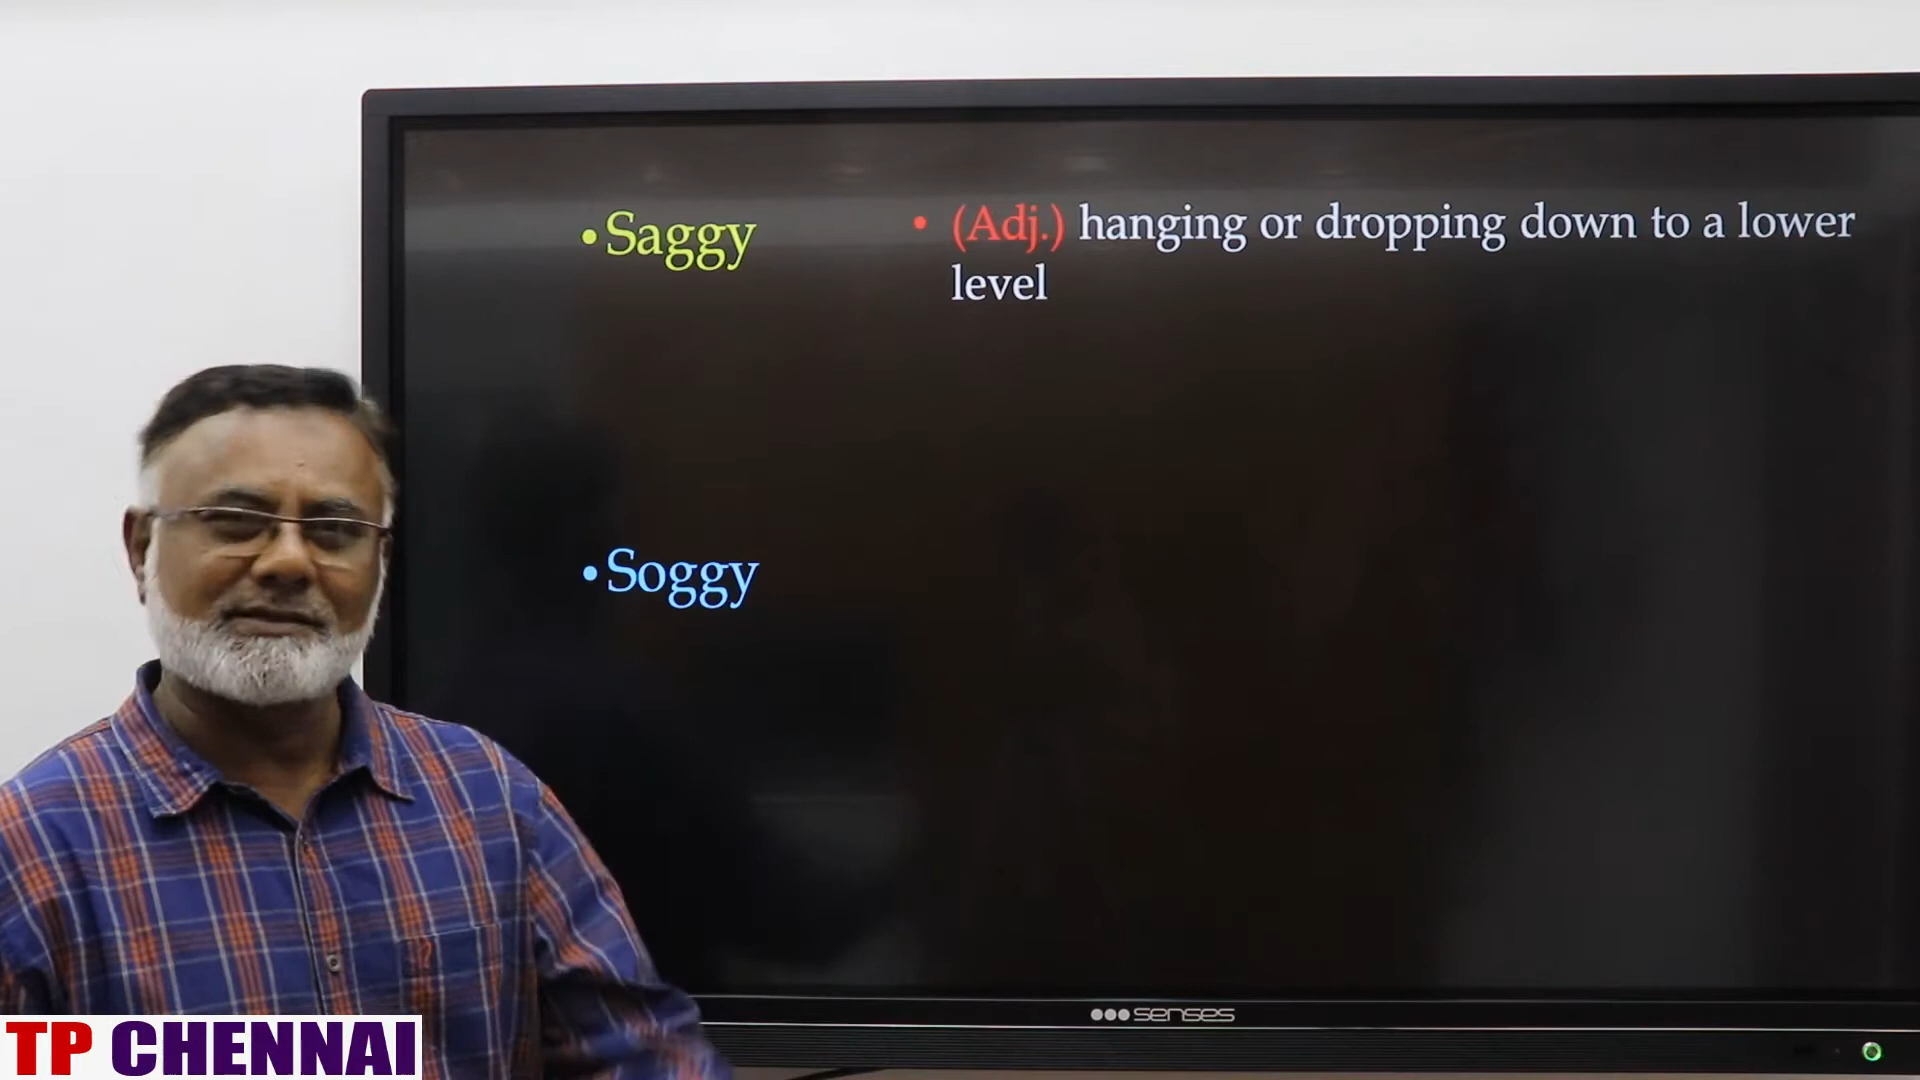 •Saggy
• (Adj.) hanging or dropping down to a lower
level
•Soggy
senses
TP CHENNAI